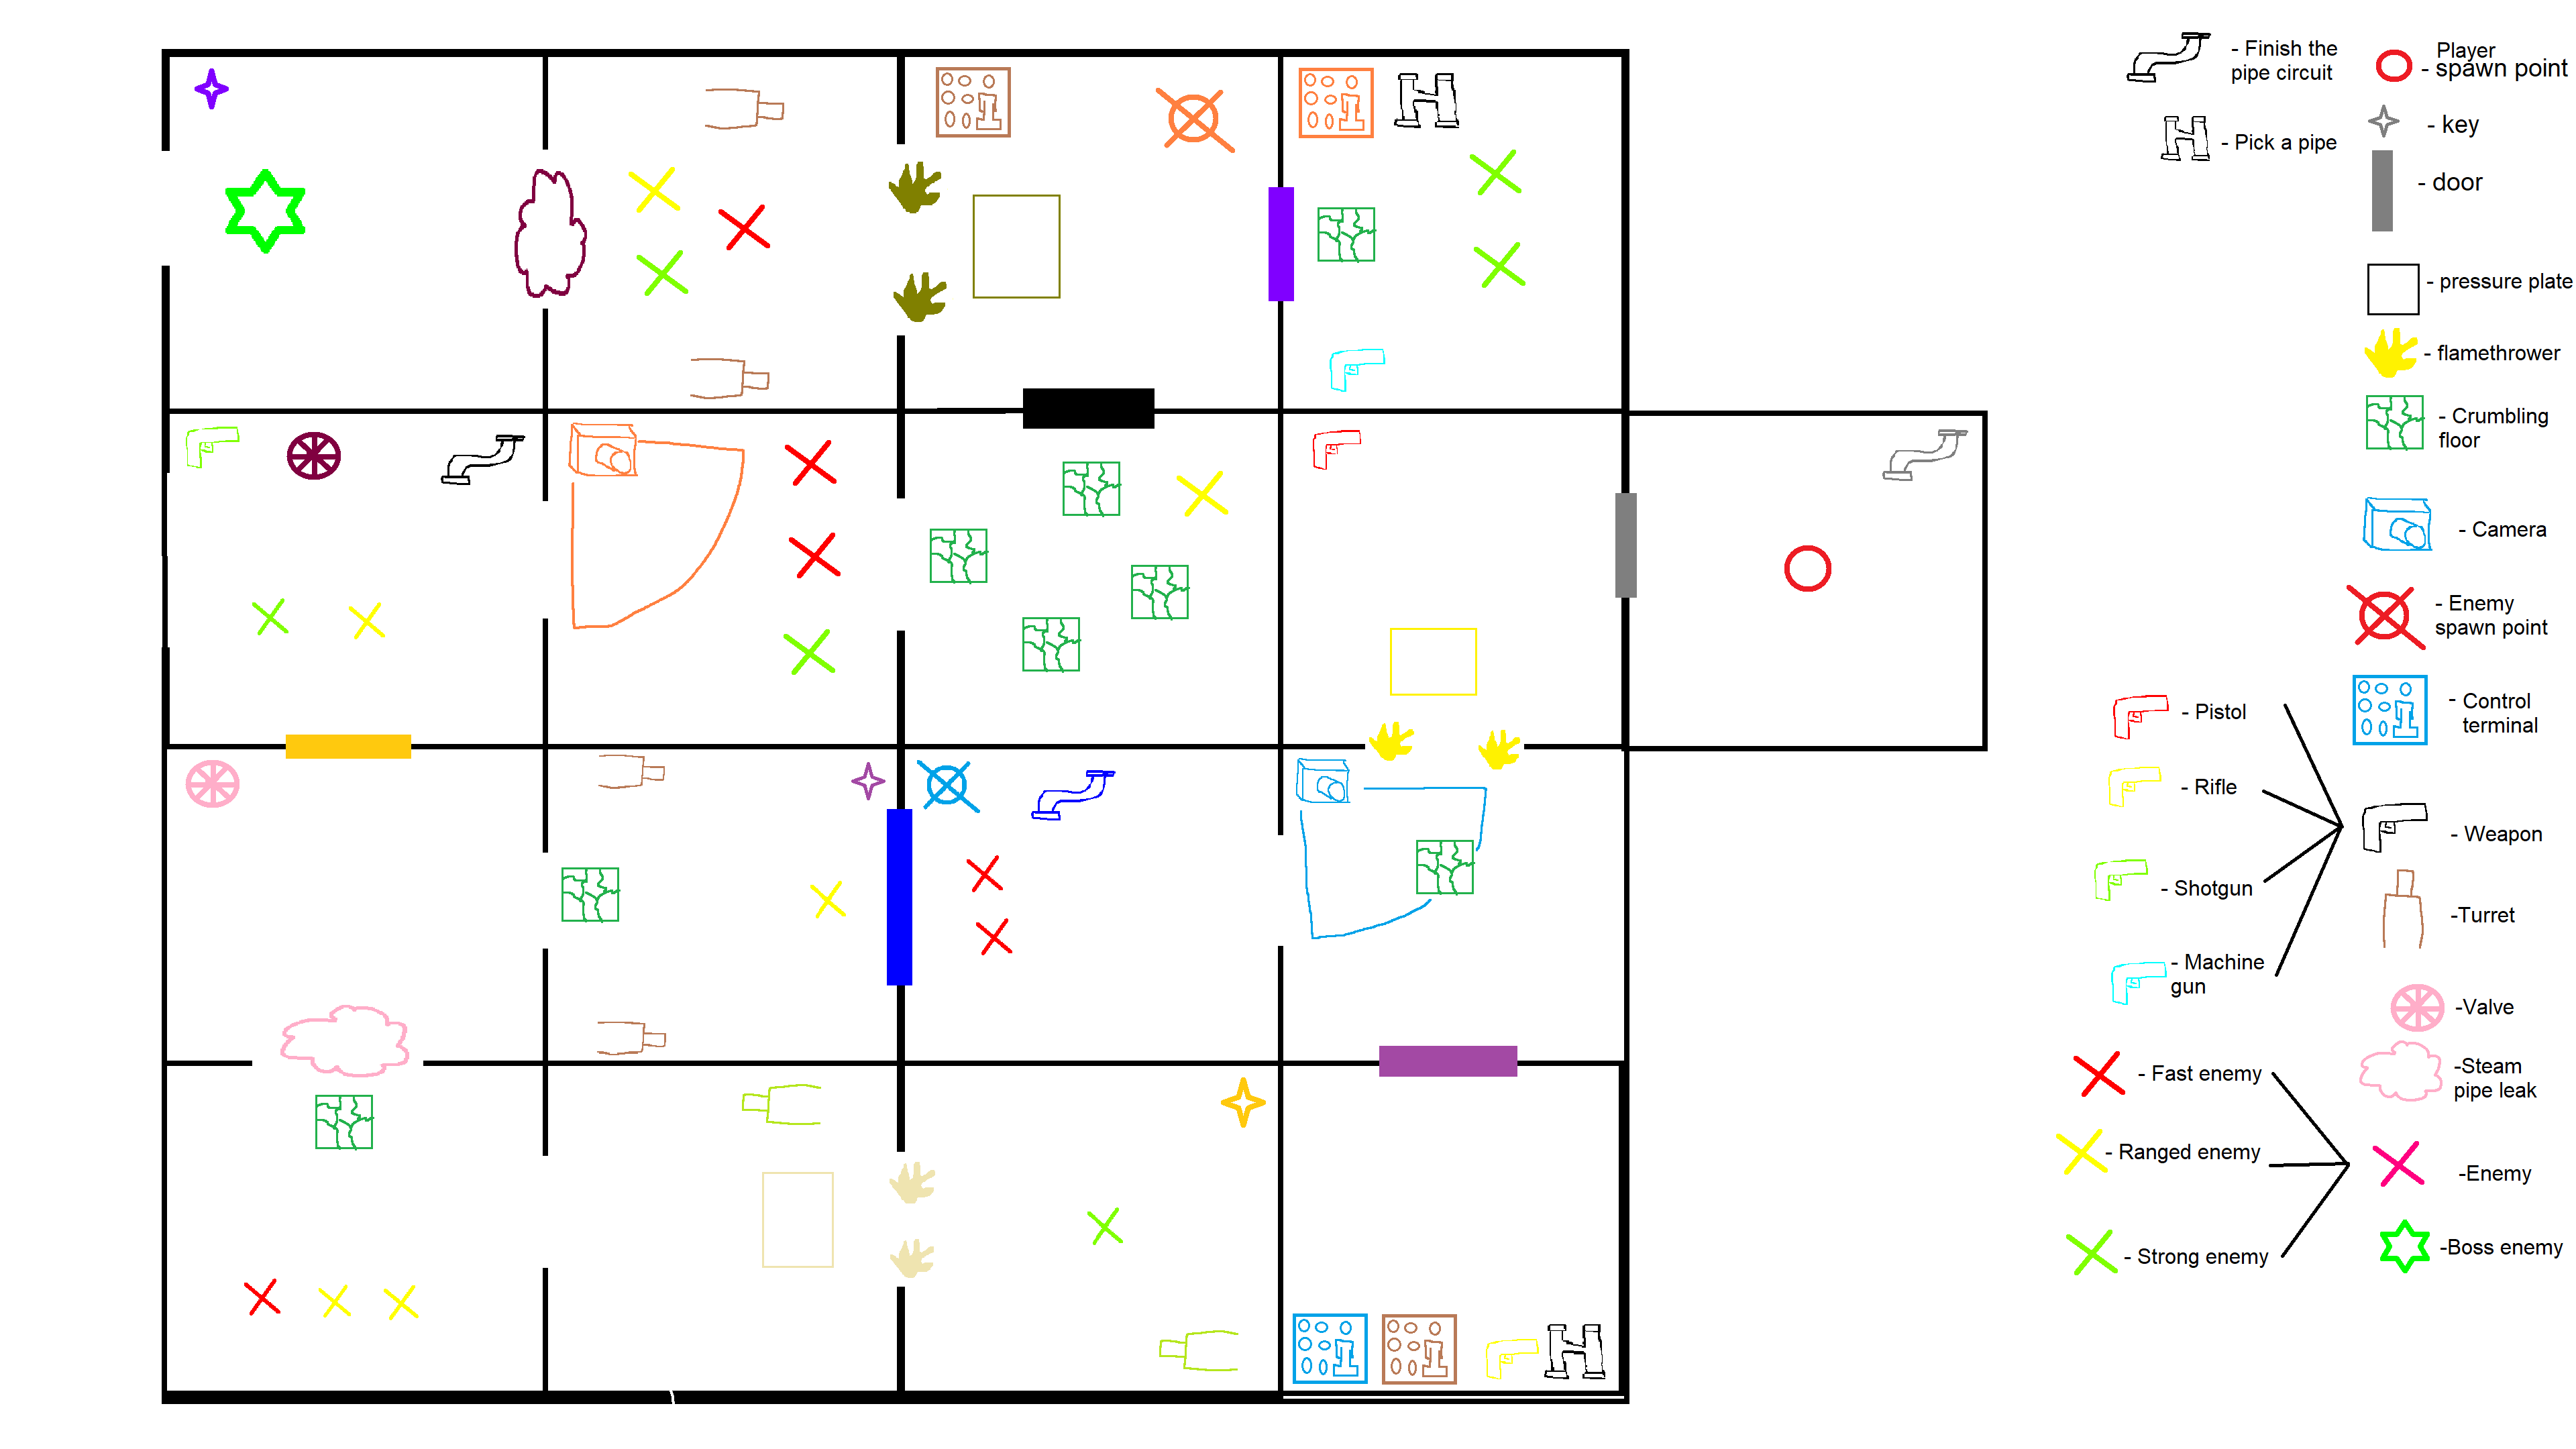 - Finish the
pipe circuit
- Pick a pipe
Player
- spawn point
- key
- door
- pressure plate
- flamethrower
- Crumbling
floor
- Camera
- Enemy
spawn point
- Control
terminal
- Pistol
- Rifle
- Shotgun
- Machine
gun
- Weapon
-Turret
-Valve
-Steam
pipe leak
- Fast enemy
- Ranged enemy
- Strong enemy
-Enemy
-Boss enemy